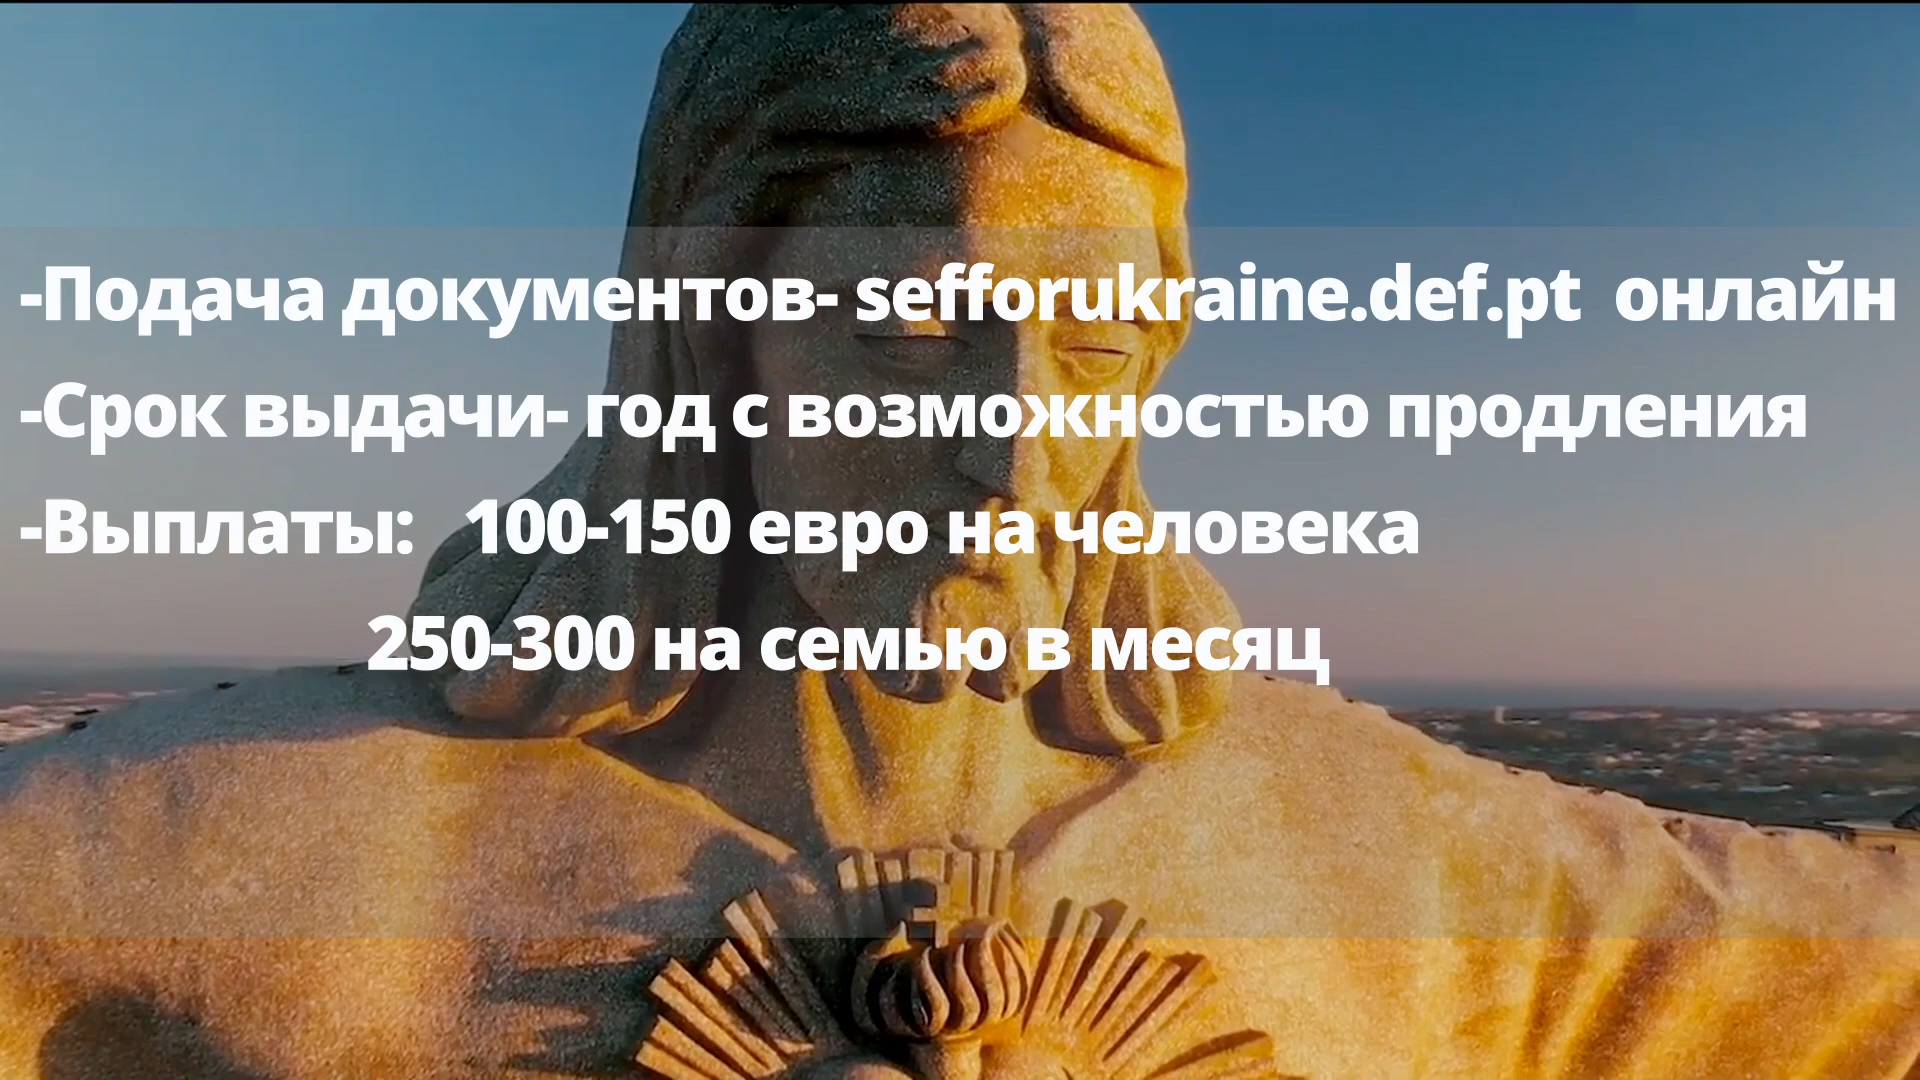 -Подача документов- sefforukraine.def.pt онлайн
-Срок выдачи- год с возможностью продления
-Выплаты: 100-150 евро на человека
250-300 на семью в месяц